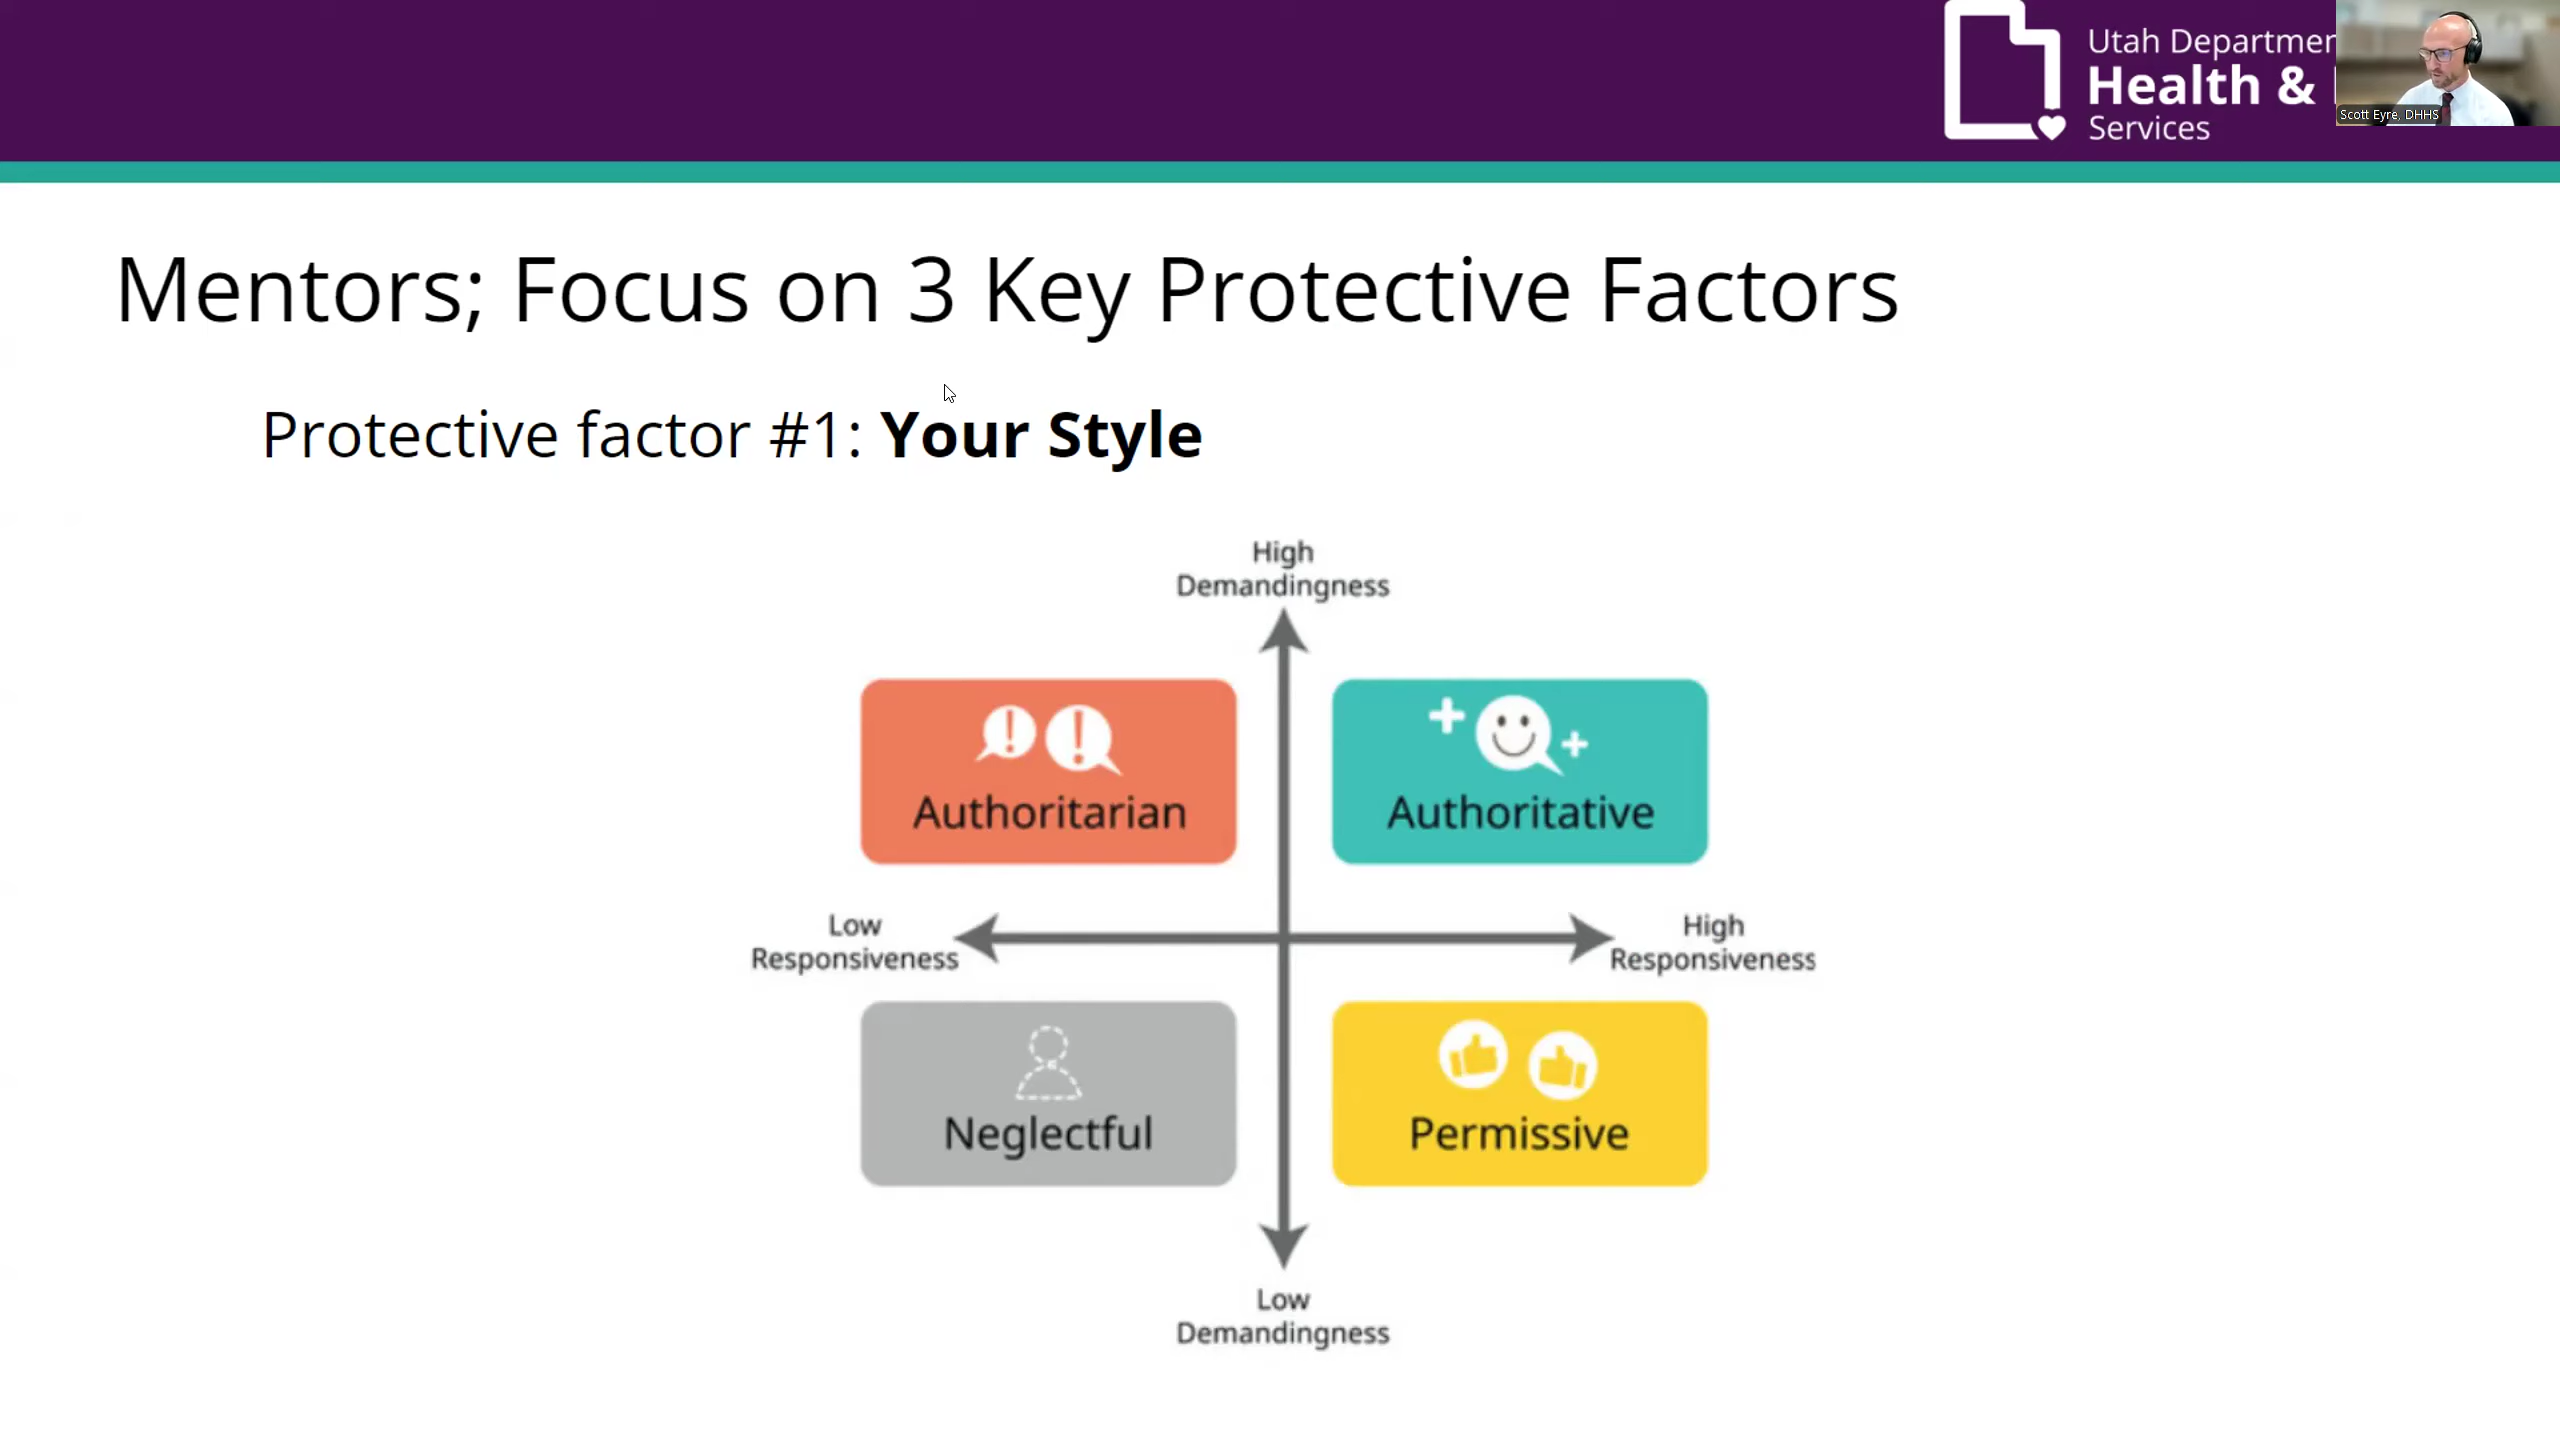 Utah Departmen
Health &
Services
Scott Eyre, DHHS
Mentors; Focus on 3 Key Protective Factors
Protective factor #1: Your Style
High
Demandingness
Authoritarian
Authoritative
Low
Responsiveness
High
Responsiveness
Neglectful
Permissive
Low
Demandingness